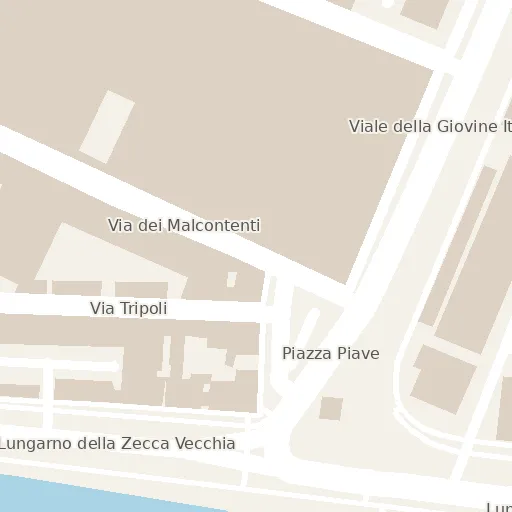 Viale della Giovine It
Via dei Malcontenti
Via Tripoli
Piazza Piave
Lungarno della Zecca Vecchia
Lun